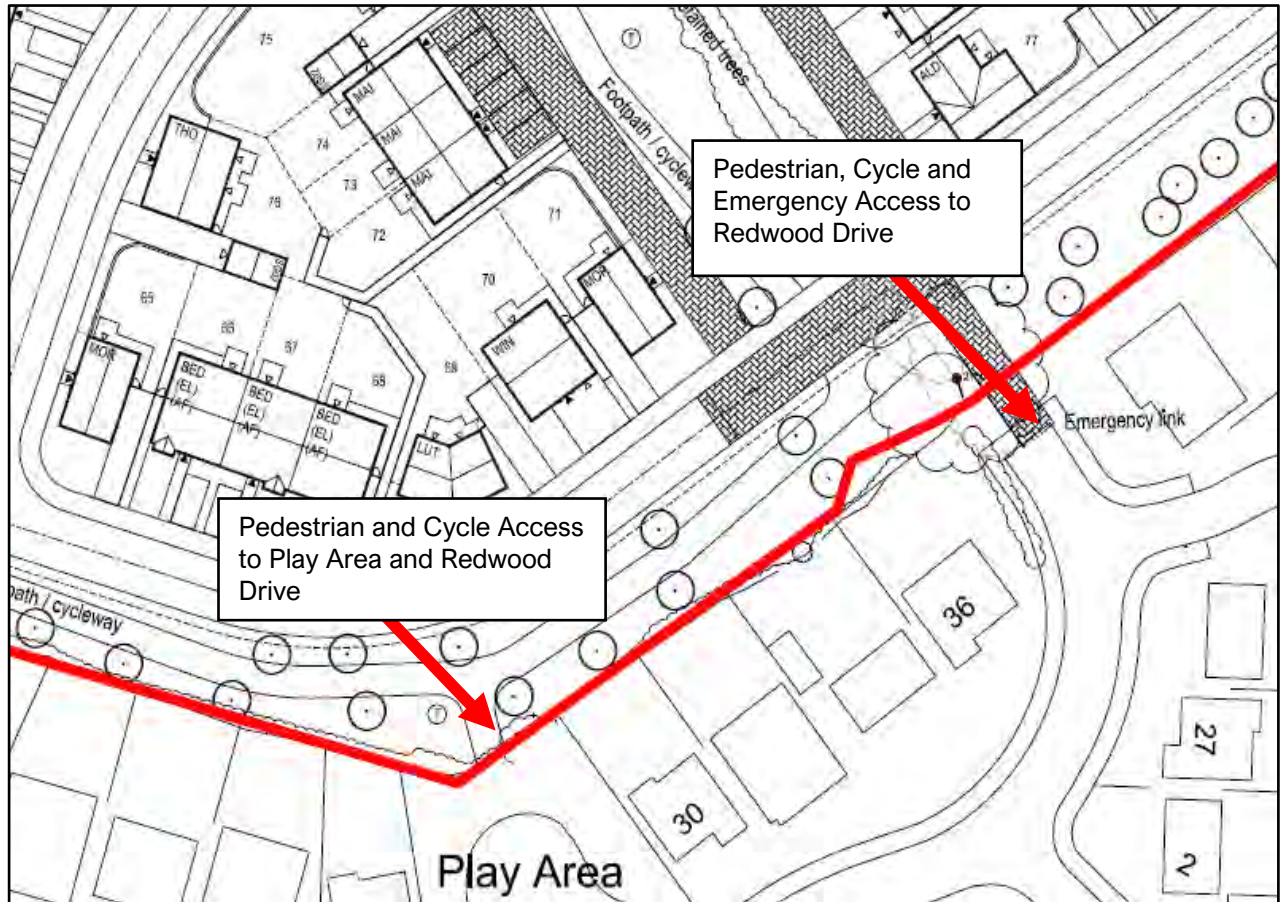 75
74
73
72
76
71
70
69
68
65
66
67
68
77
MAI
MAI
MAI
THO
ALD
MOR
WIN
MOR
BED
(EL)
(AF)
BED
(EL)
(AF)
BED
(EL)
(AF)
LUT
T
Footpath / cyclew
ained trees
Pedestrian, Cycle and
Emergency Access to
Redwood Drive
Emergency link
Pedestrian and Cycle Access
to Play Area and Redwood
Drive
path / cycleway
T
36
30
27
2
Play Area